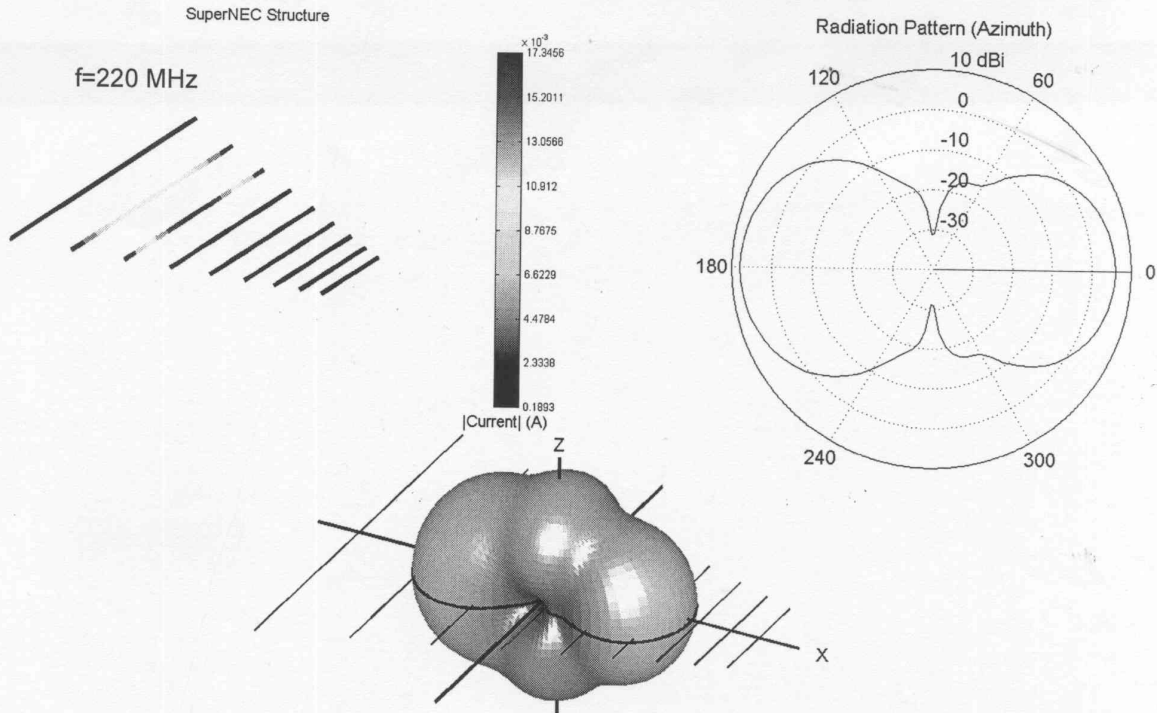 SuperNEC Structure
f=220 MHz
x 10⁻³
17.3456
15.2011
13.0566
10.912
8.7675
6.6229
4.4784
2.3338
0.1893
|Current| (A)
Radiation Pattern (Azimuth)
10 dBi
120
60
0
-10
-20
-30
180
0
240
300
Z
X